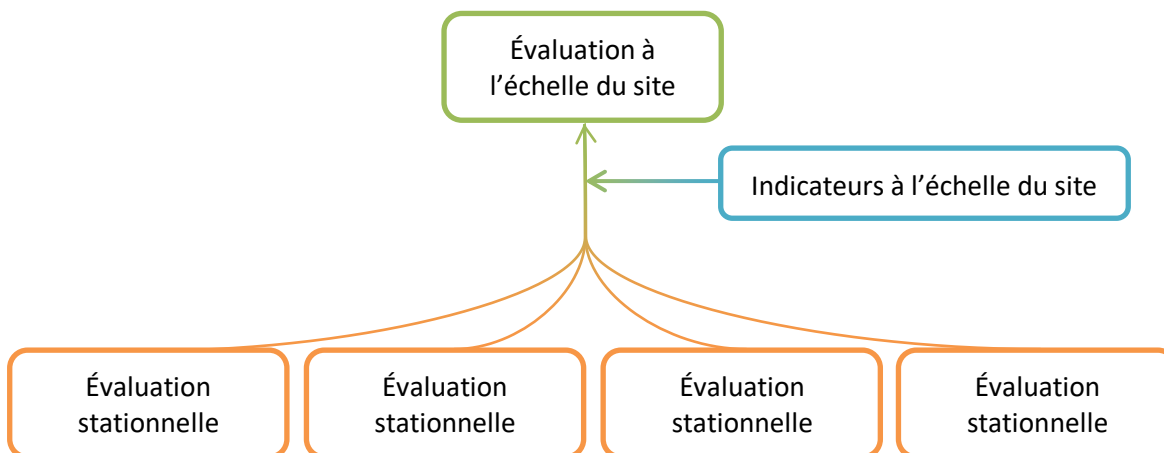 Évaluation à
l’échelle du site
Indicateurs à l’échelle du site
Évaluation
stationnelle
Évaluation
stationnelle
Évaluation
stationnelle
Évaluation
stationnelle